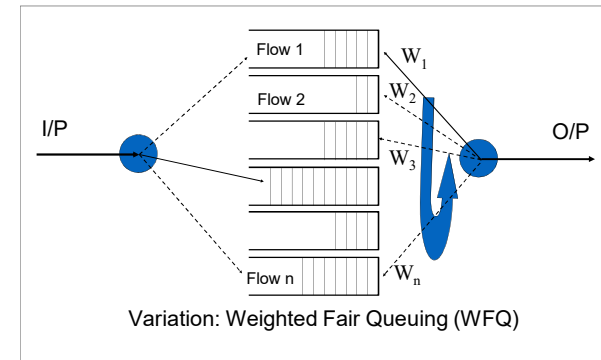 Flow 1
W1
Flow 2
W2
I/P
O/P
W3
Flow n
Wn
Variation: Weighted Fair Queuing (WFQ)